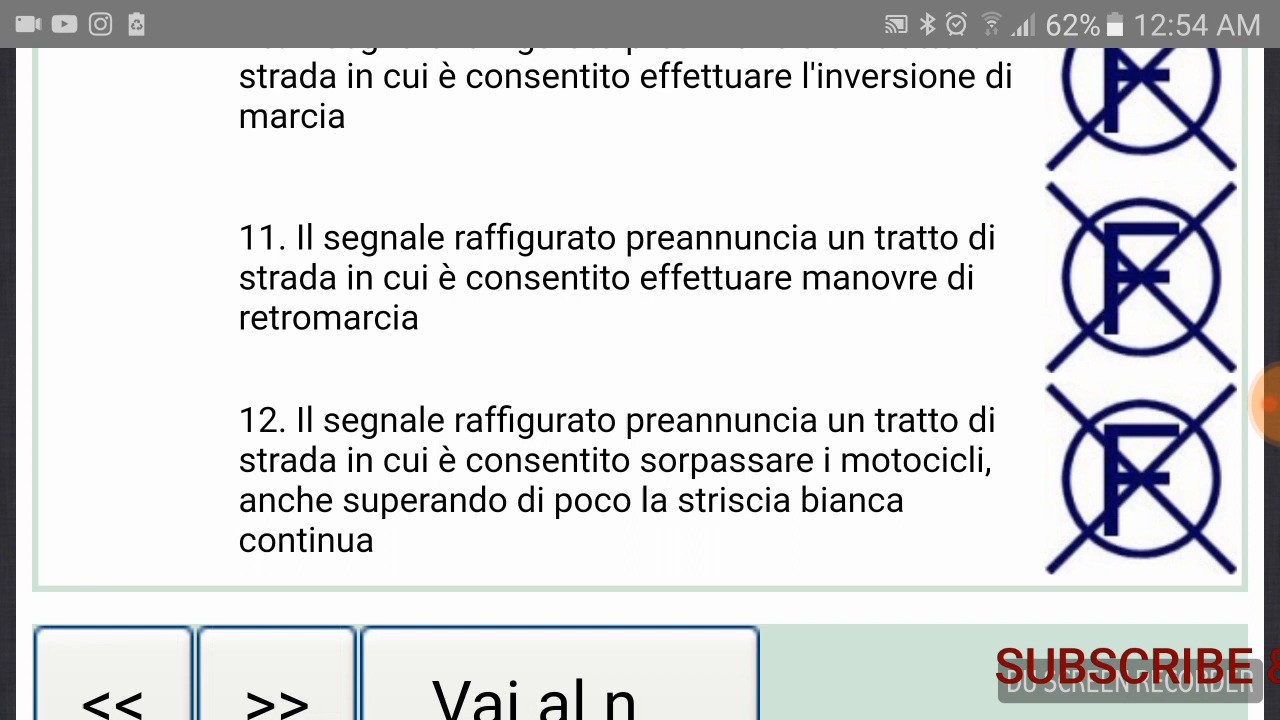 62% 12:54 AM
strada in cui è consentito effettuare l'inversione di
marcia
F
11. Il segnale raffigurato preannuncia un tratto di
strada in cui è consentito effettuare manovre di
retromarcia
F
12. Il segnale raffigurato preannuncia un tratto di
strada in cui è consentito sorpassare i motocicli,
anche superando di poco la striscia bianca
continua
F
<< >> Vai al n
SUBSCRIBE &
DU SCREEN RECORDER